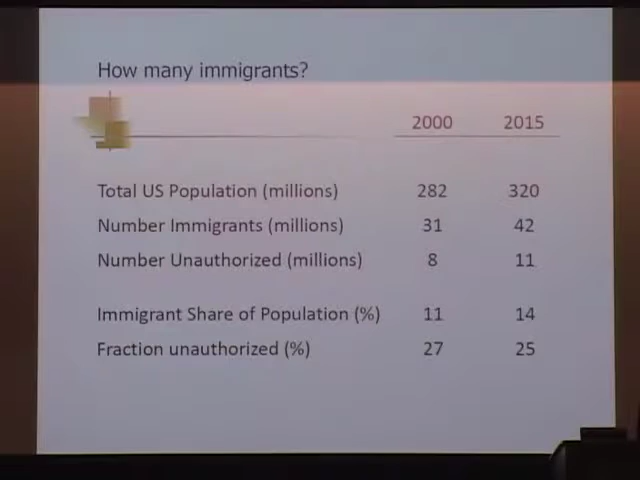 How many immigrants?
2000 2015
Total US Population (millions) 282 320
Number Immigrants (millions) 31 42
Number Unauthorized (millions) 8 11
Immigrant Share of Population (%) 11 14
Fraction unauthorized (%) 27 25